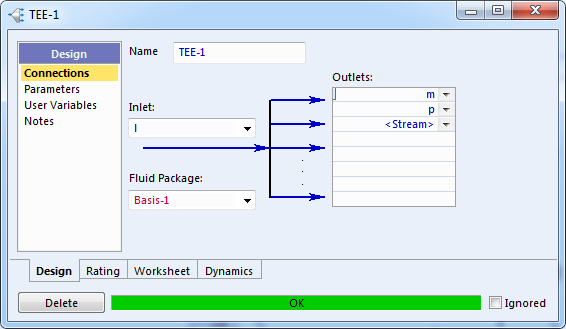 TEE-1
Design
Connections
Parameters
User Variables
Notes
Name
TEE-1
Inlet:
l
Fluid Package:
Basis-1
Outlets:
m
p
<Stream>
Design
Rating
Worksheet
Dynamics
Delete
OK
Ignored